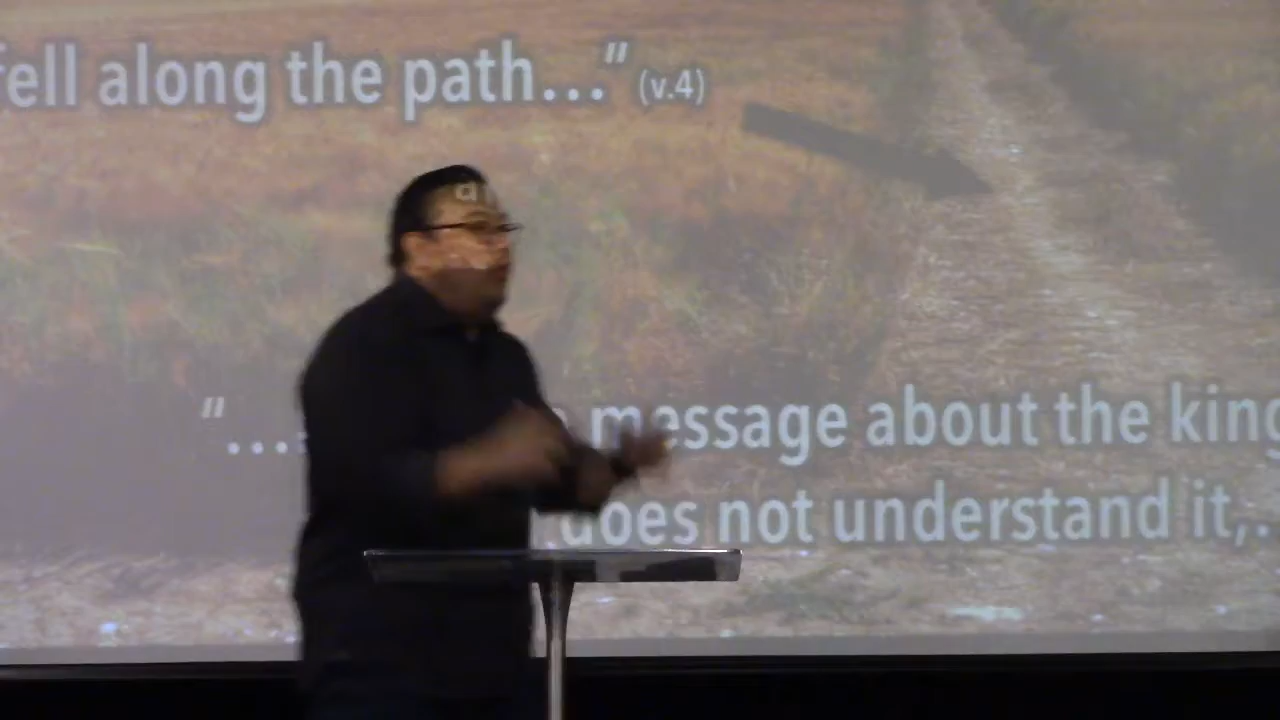 fell along the path…" (v.4)
"… message about the king
does not understand it,.